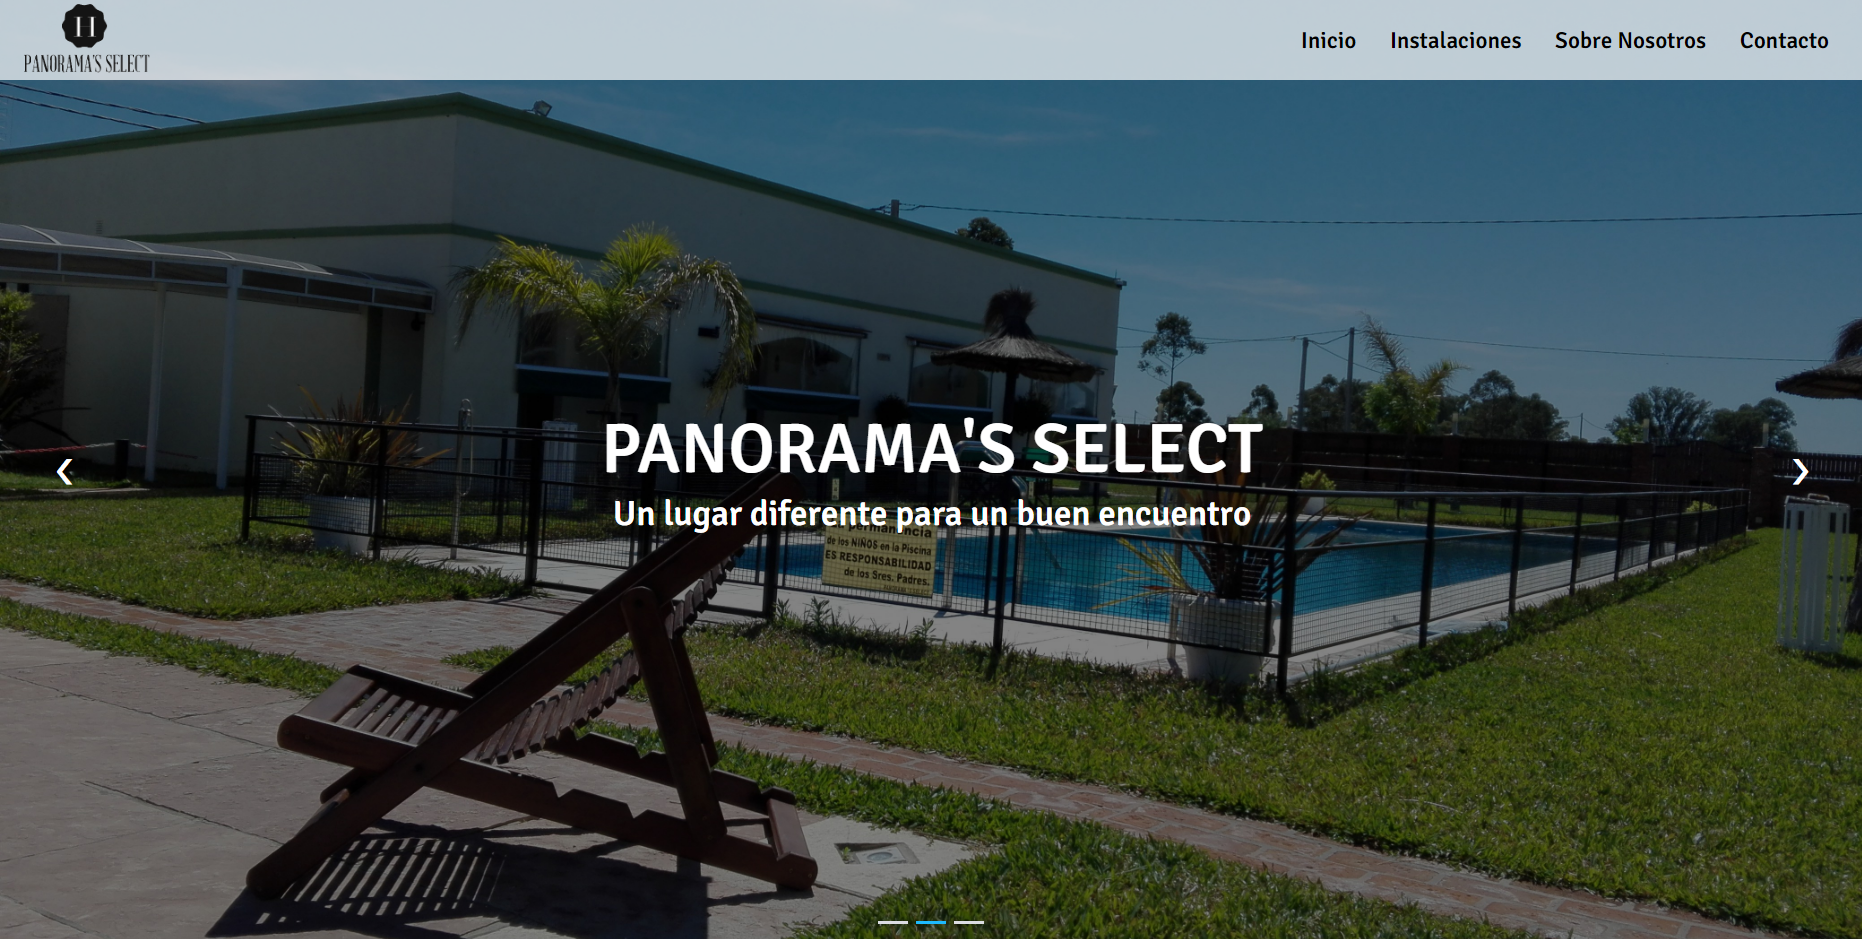 H
PANORAMA'S SELECT
Inicio
Instalaciones
Sobre Nosotros
Contacto
PANORAMA'S SELECT
Un lugar diferente para un buen encuentro
Permanencia
de los NIÑOS en la Piscina
ES RESPONSABILIDAD
de los Sres. Padres.